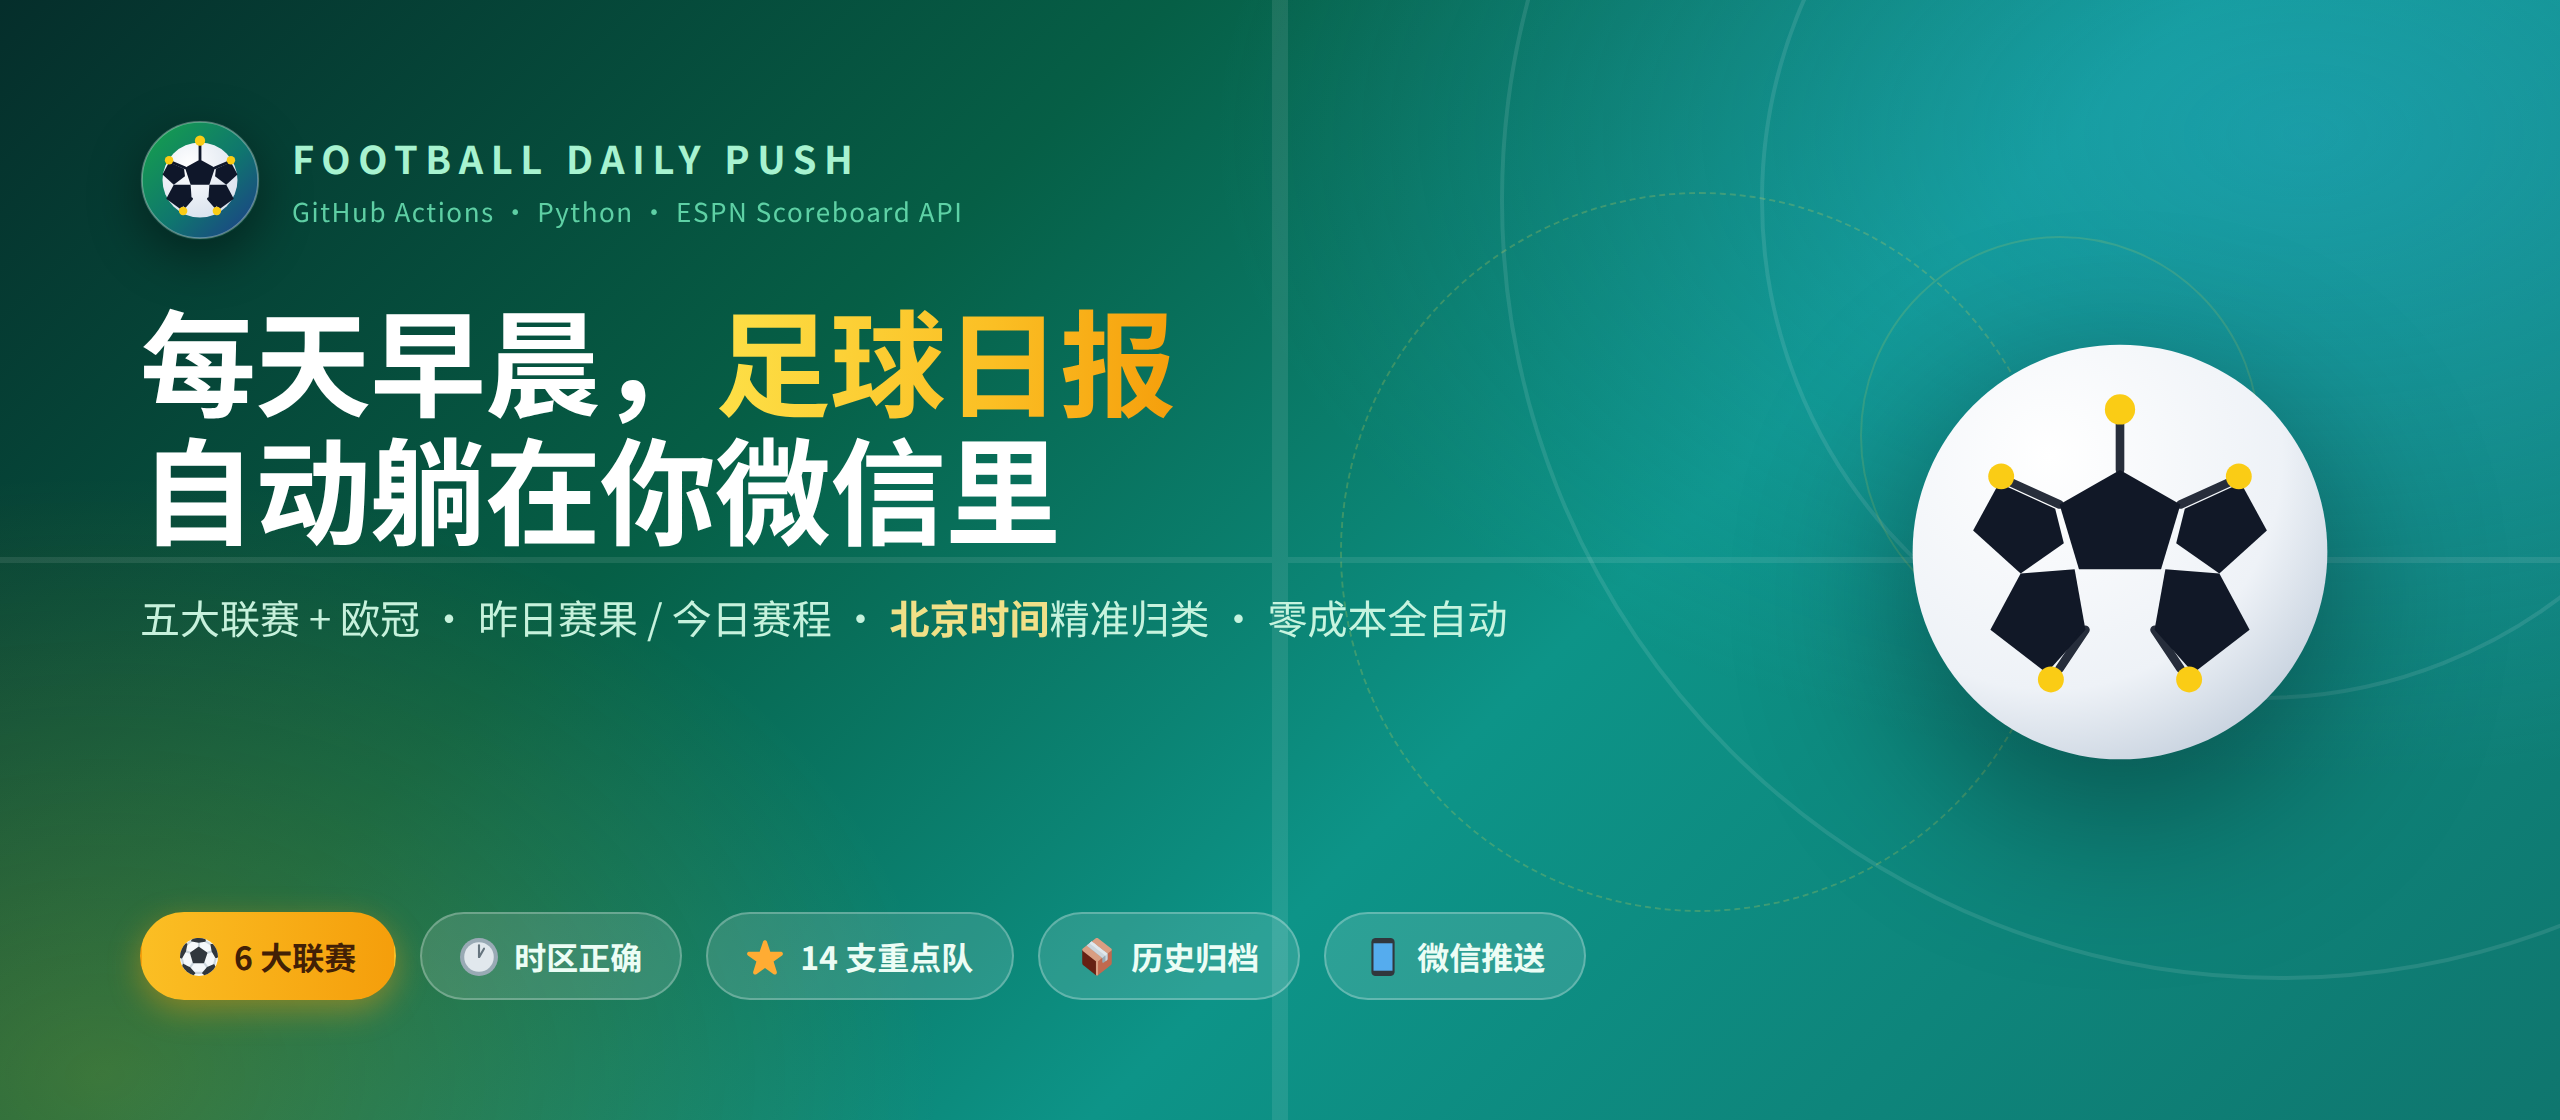 FOOTBALL DAILY PUSH
GitHub Actions · Python · ESPN Scoreboard API
每天早晨，足球日报
自动躺在你微信里
五大联赛 + 欧冠 · 昨日赛果 / 今日赛程 · 北京时间精准归类 · 零成本全自动
6 大联赛
时区正确
14 支重点队
历史归档
微信推送